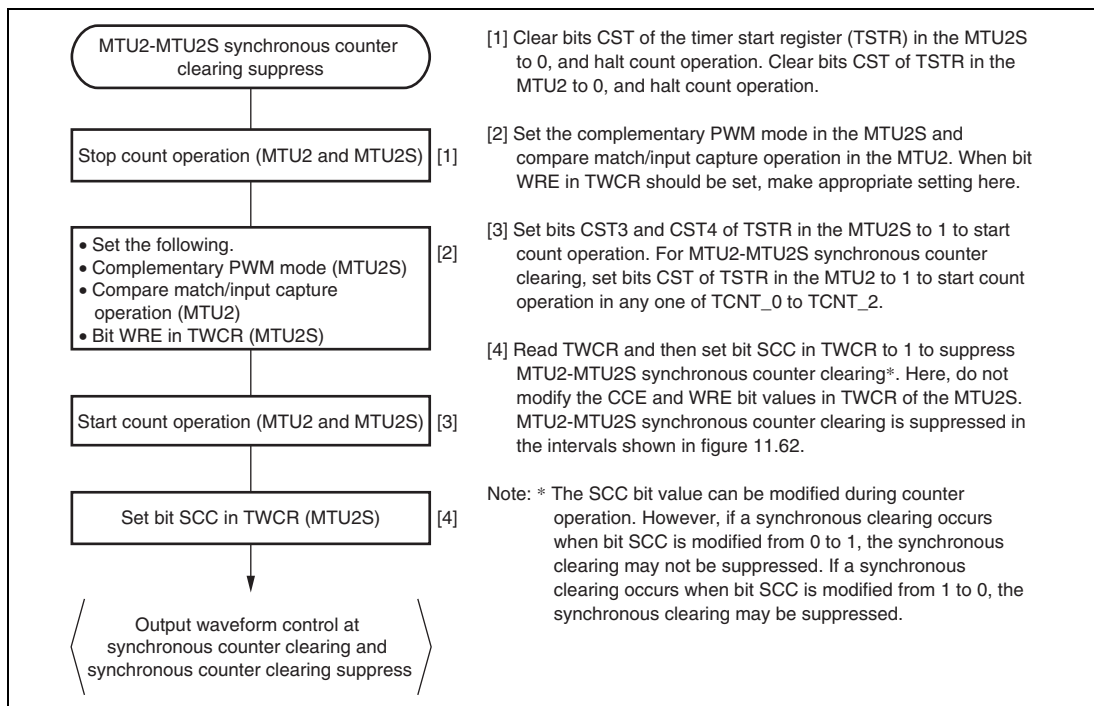 MTU2-MTU2S synchronous counter
clearing suppress
Stop count operation (MTU2 and MTU2S)
[1]
• Set the following.
• Complementary PWM mode (MTU2S)
• Compare match/input capture
operation (MTU2)
• Bit WRE in TWCR (MTU2S)
[2]
Start count operation (MTU2 and MTU2S)
[3]
Set bit SCC in TWCR (MTU2S)
[4]
Output waveform control at
synchronous counter clearing and
synchronous counter clearing suppress
[1] Clear bits CST of the timer start register (TSTR) in the MTU2S
to 0, and halt count operation. Clear bits CST of TSTR in the
MTU2 to 0, and halt count operation.
[2] Set the complementary PWM mode in the MTU2S and
compare match/input capture operation in the MTU2. When bit
WRE in TWCR should be set, make appropriate setting here.
[3] Set bits CST3 and CST4 of TSTR in the MTU2S to 1 to start
count operation. For MTU2-MTU2S synchronous counter
clearing, set bits CST of TSTR in the MTU2 to 1 to start count
operation in any one of TCNT_0 to TCNT_2.
[4] Read TWCR and then set bit SCC in TWCR to 1 to suppress
MTU2-MTU2S synchronous counter clearing*. Here, do not
modify the CCE and WRE bit values in TWCR of the MTU2S.
MTU2-MTU2S synchronous counter clearing is suppressed in
the intervals shown in figure 11.62.
Note: * The SCC bit value can be modified during counter
operation. However, if a synchronous clearing occurs
when bit SCC is modified from 0 to 1, the synchronous
clearing may not be suppressed. If a synchronous
clearing occurs when bit SCC is modified from 1 to 0, the
synchronous clearing may be suppressed.